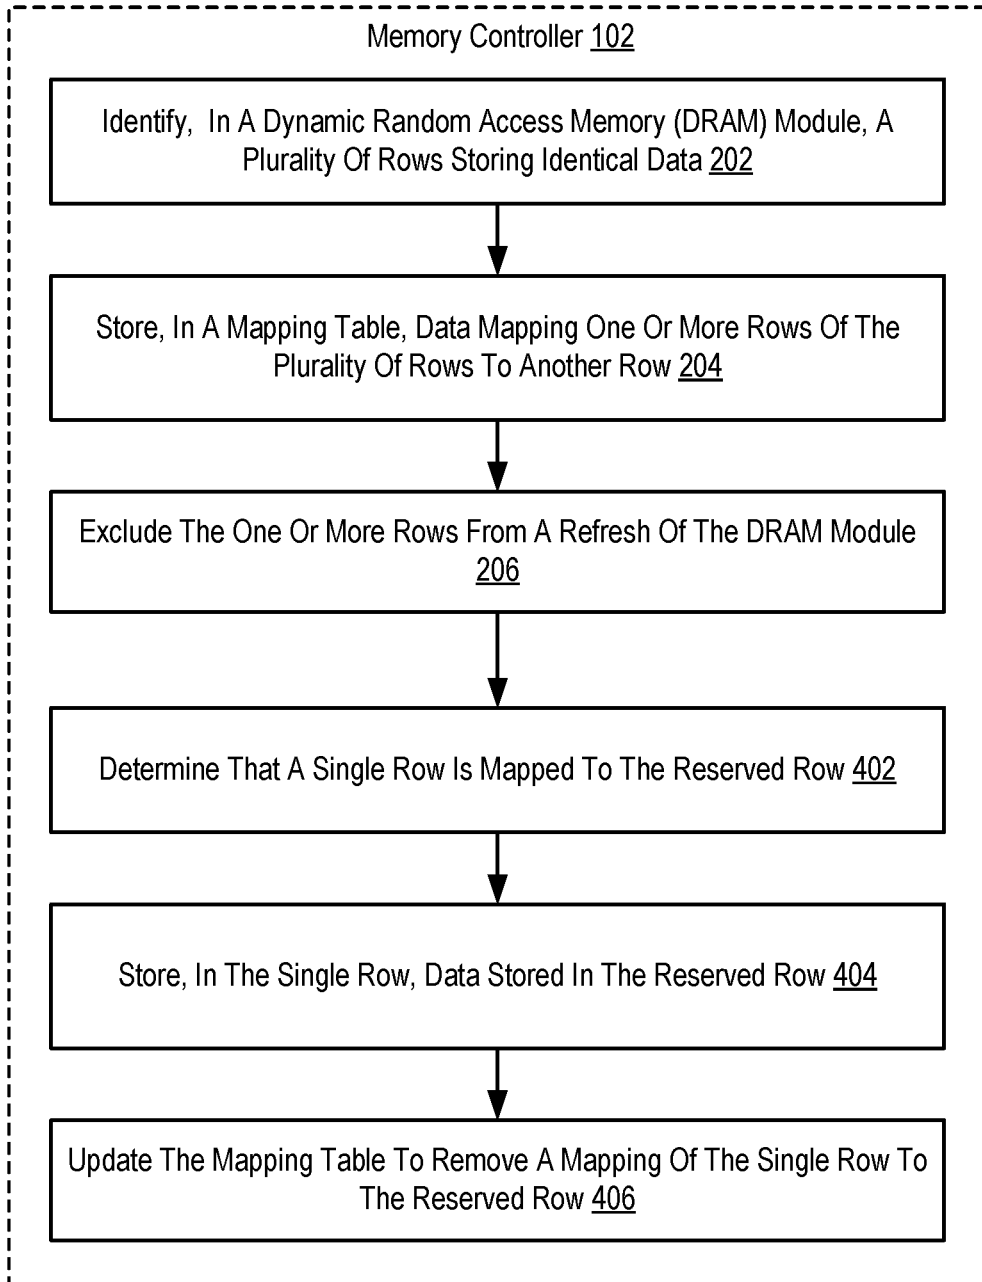 Memory Controller 102
Identify, In A Dynamic Random Access Memory (DRAM) Module, A
Plurality Of Rows Storing Identical Data 202
Store, In A Mapping Table, Data Mapping One Or More Rows Of The
Plurality Of Rows To Another Row 204
Exclude The One Or More Rows From A Refresh Of The DRAM Module
206
Determine That A Single Row Is Mapped To The Reserved Row 402
Store, In The Single Row, Data Stored In The Reserved Row 404
Update The Mapping Table To Remove A Mapping Of The Single Row To
The Reserved Row 406